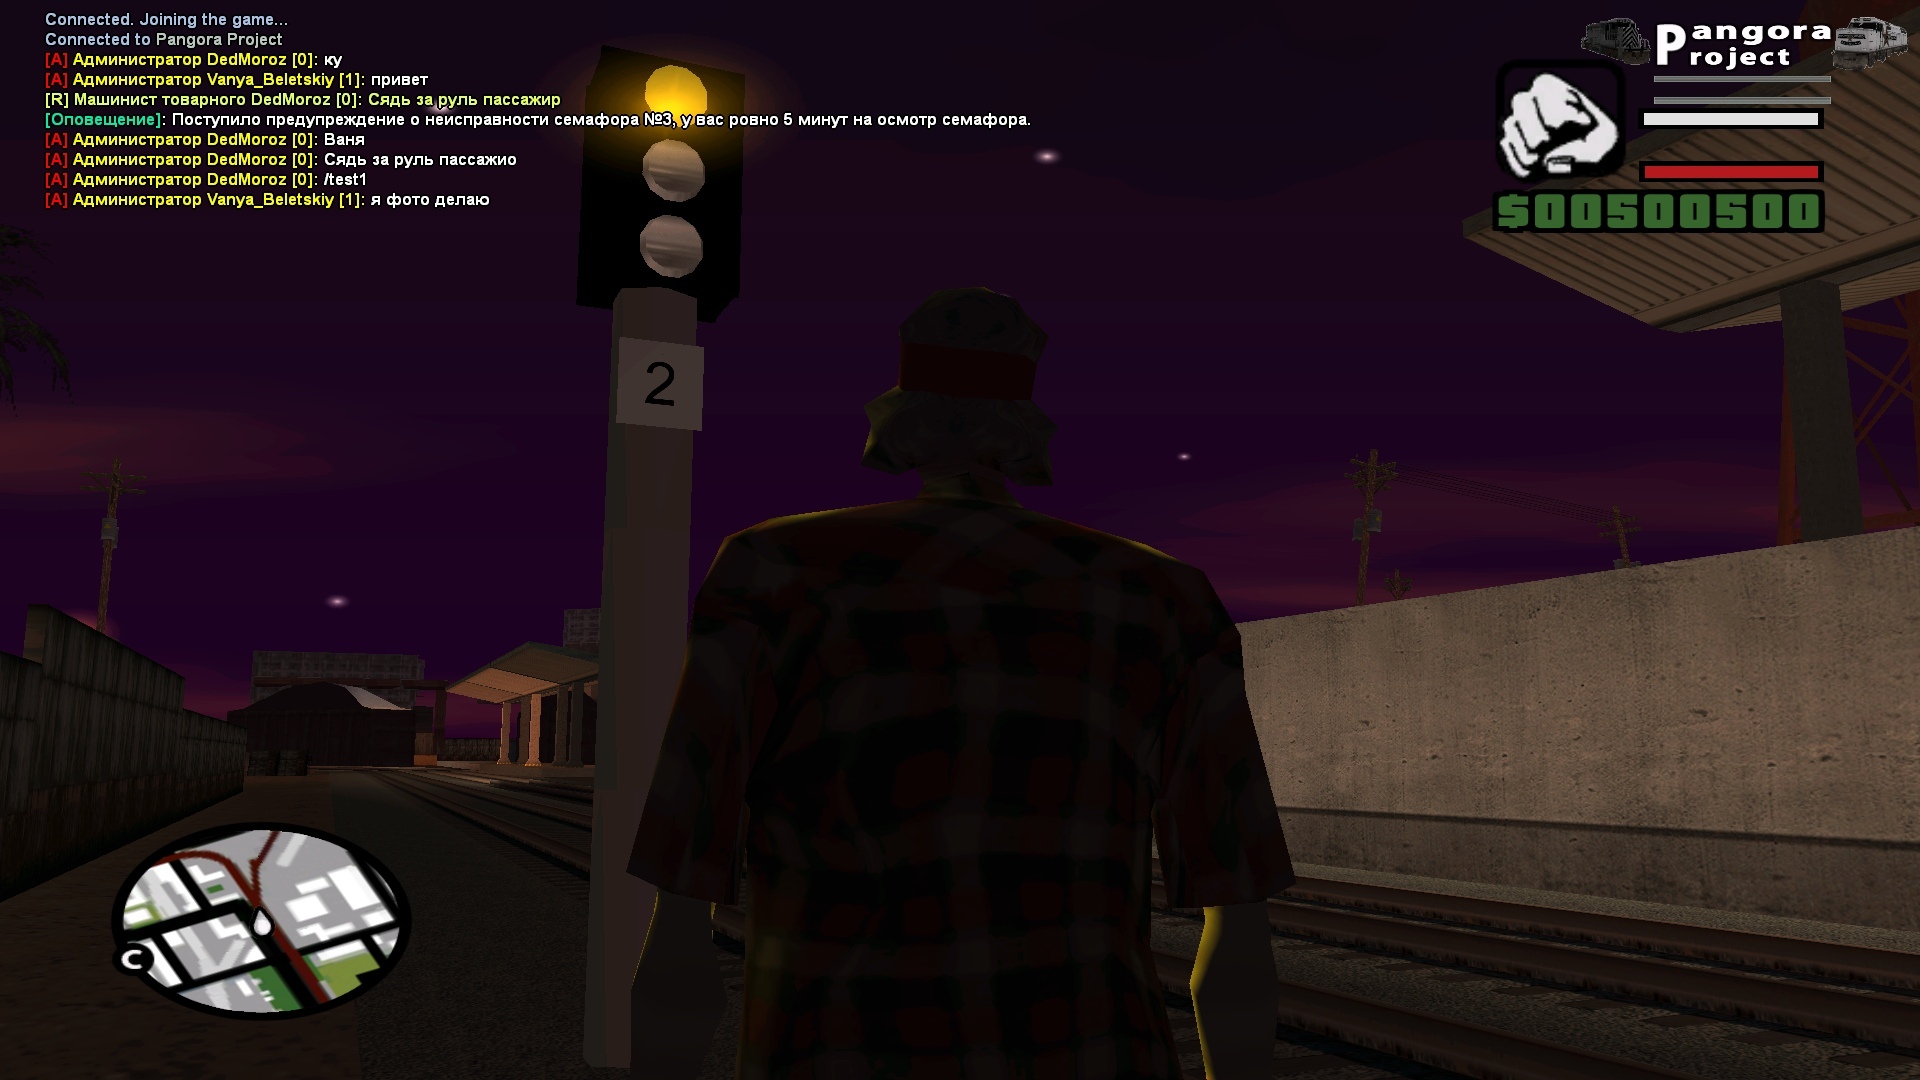 Connected. Joining the game...
Connected to Pangora Project
[A] Администратор DedMoroz [0]: ку
[A] Администратор Vanya_Beletskiy [1]: привет
[R] Машинист товарного DedMoroz [0]: Сядь за руль пассажир
[Оповещение]: Поступило предупреждение о неисправности семафора №3, у вас ровно 5 минут на осмотр семафора.
[A] Администратор DedMoroz [0]: Ваня
[A] Администратор DedMoroz [0]: Сядь за руль пассажио
[A] Администратор DedMoroz [0]: /test1
[A] Администратор Vanya_Beletskiy [1]: я фото делаю
Pangora
Project
$00500500
2
C